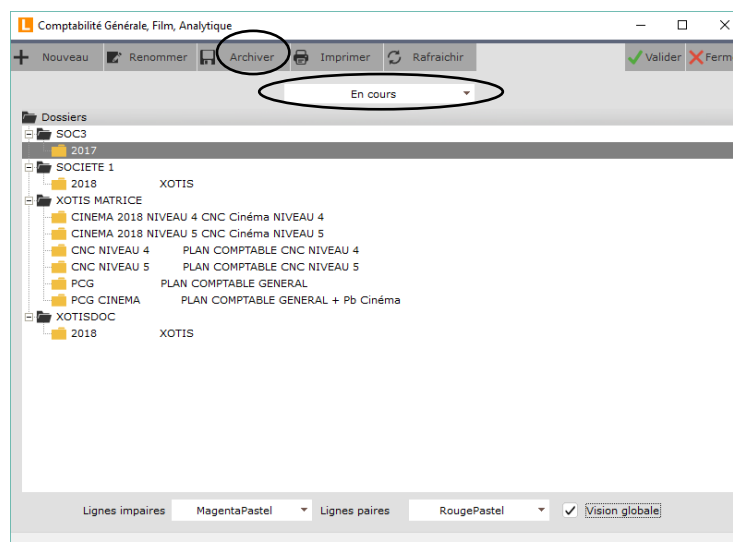 L Comptabilité Générale, Film, Analytique
Nouveau Renommer Archiver Imprimer Rafraichir Valider Ferm
En cours
Dossiers
SOC3
2017
SOCIETE 1
2018 XOTIS
XOTIS MATRICE
CINEMA 2018 NIVEAU 4 CNC Cinéma NIVEAU 4
CINEMA 2018 NIVEAU 5 CNC Cinéma NIVEAU 5
CNC NIVEAU 4 PLAN COMPTABLE CNC NIVEAU 4
CNC NIVEAU 5 PLAN COMPTABLE CNC NIVEAU 5
PCG PLAN COMPTABLE GENERAL
PCG CINEMA PLAN COMPTABLE GENERAL + Pb Cinéma
XOTISDOC
2018 XOTIS
Lignes impaires MagentaPastel Lignes paires RougePastel Vision globale